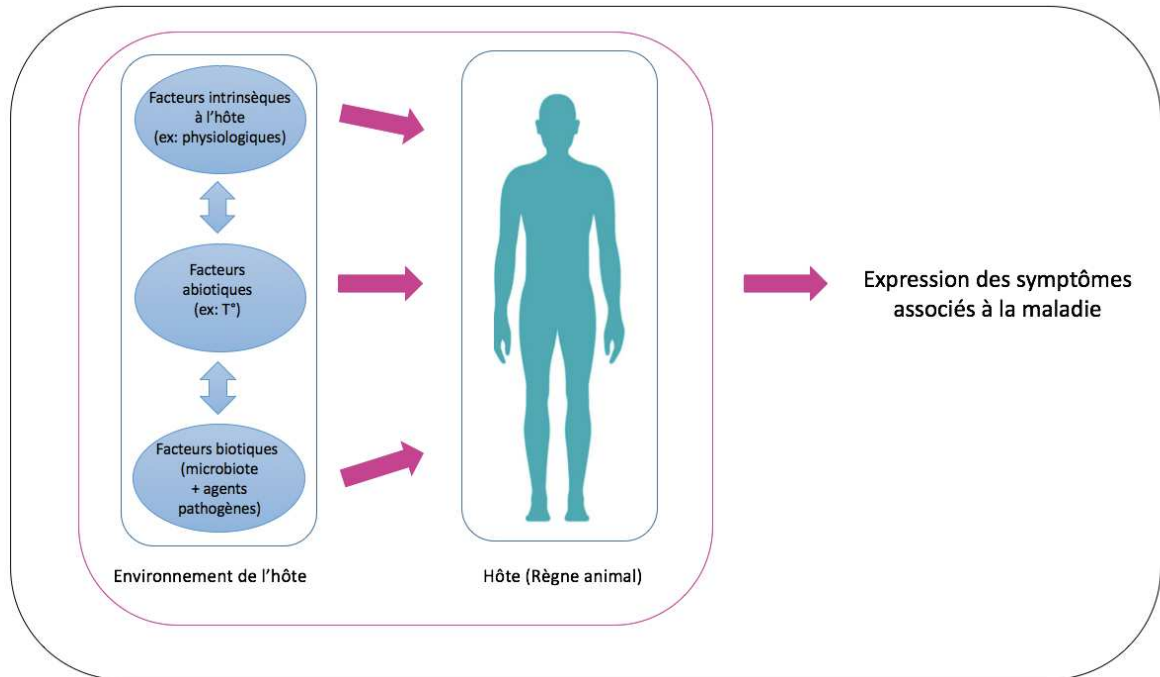 Facteurs intrinsèques
à l'hôte
(ex: physiologiques)
Facteurs
abiotiques
(ex: T°)
Facteurs biotiques
(microbiote
+ agents
pathogènes)
Environnement de l'hôte
Hôte (Règne animal)
Expression des symptômes
associés à la maladie